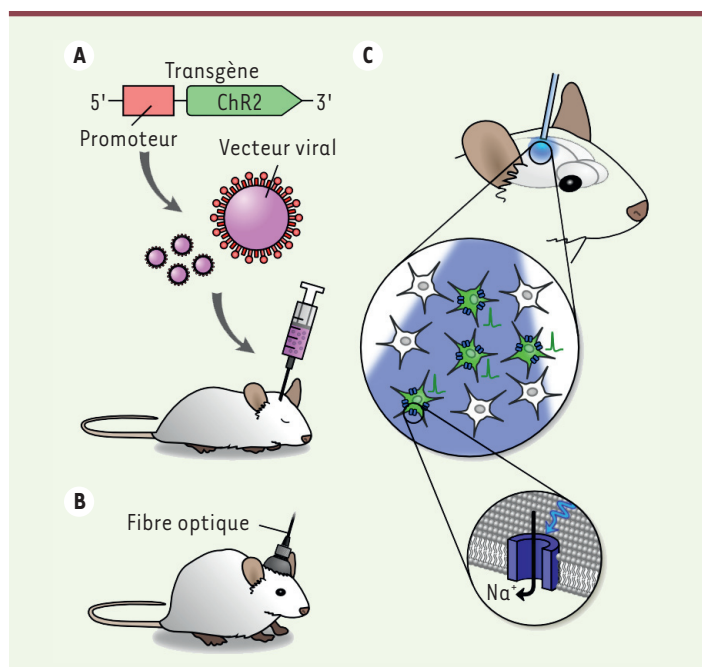 A
Transgène
5' ChR2 3'
Promoteur
Vecteur viral
B
Fibre optique
C
Na+